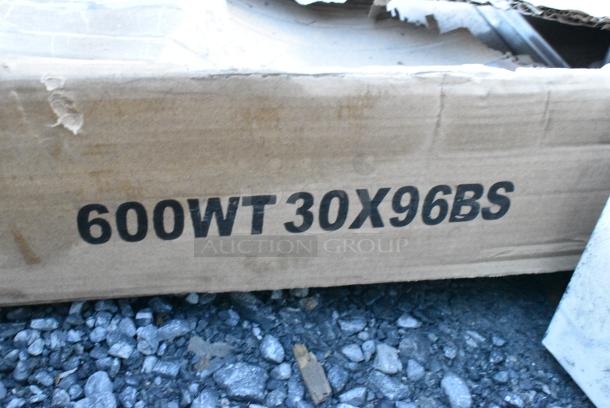 600WT 30X96BS
AUCTION GROUP